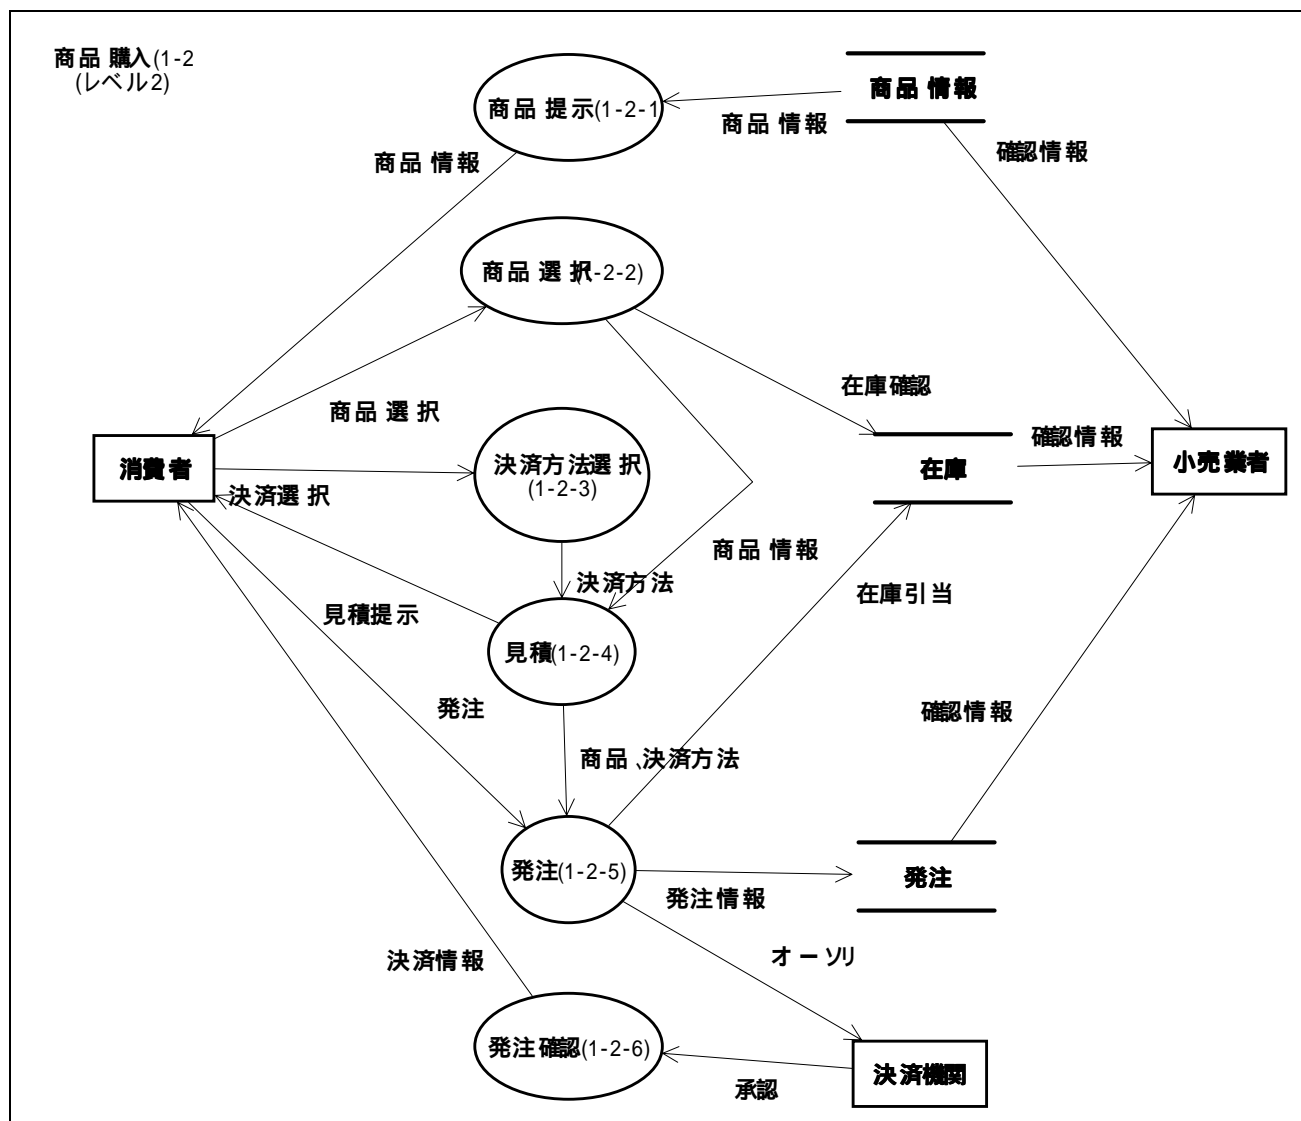 商品購入(1-2
(レベル2)
商品提示(1-2-1
商品情報
商品情報
商品情報
確認情報
商品選択(-2-2)
在庫確認
商品選択
確認情報
消費者
決済方法選択
(1-2-3)
在庫
小売業者
決済選択
商品情報
決済方法
在庫引当
見積提示
見積(1-2-4)
発注
確認情報
商品、決済方法
発注(1-2-5)
発注
発注情報
決済情報
オーソリ
発注確認(1-2-6)
決済機関
承認